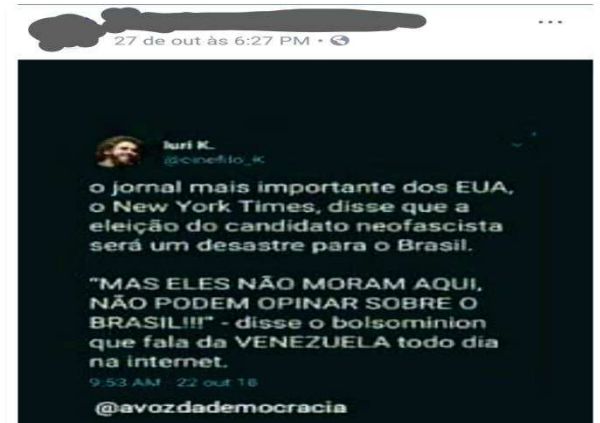 27 de out às 6:27 PM •
...
Iuri K.
@cinefilo_K
o jornal mais importante dos EUA,
o New York Times, disse que a
eleição do candidato neofascista
será um desastre para o Brasil.
"MAS ELES NÃO MORAM AQUI,
NÃO PODEM OPINAR SOBRE O
BRASIL!!!" - disse o bolsominion
que fala da VENEZUELA todo dia
na internet.
9:53 AM 22 out 18
@avozdademocracia